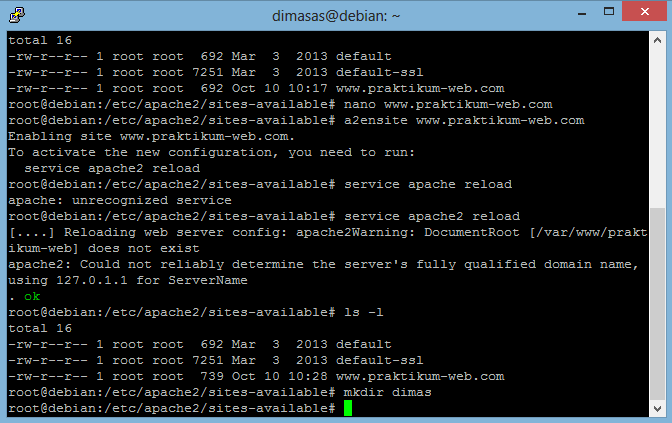 dimasas@debian: ~
total 16
-rw-r--r-- 1 root root  692 Mar  3  2013 default
-rw-r--r-- 1 root root 7251 Mar  3  2013 default-ssl
-rw-r--r-- 1 root root  692 Oct 10 10:17 www.praktikum-web.com
root@debian:/etc/apache2/sites-available# nano www.praktikum-web.com
root@debian:/etc/apache2/sites-available# a2ensite www.praktikum-web.com
Enabling site www.praktikum-web.com.
To activate the new configuration, you need to run:
  service apache2 reload
root@debian:/etc/apache2/sites-available# service apache reload
apache: unrecognized service
root@debian:/etc/apache2/sites-available# service apache2 reload
[....] Reloading web server config: apache2Warning: DocumentRoot [/var/www/prakt
ikum-web] does not exist
apache2: Could not reliably determine the server's fully qualified domain name,
using 127.0.1.1 for ServerName
. ok
root@debian:/etc/apache2/sites-available# ls -l
total 16
-rw-r--r-- 1 root root  692 Mar  3  2013 default
-rw-r--r-- 1 root root 7251 Mar  3  2013 default-ssl
-rw-r--r-- 1 root root  739 Oct 10 10:28 www.praktikum-web.com
root@debian:/etc/apache2/sites-available# mkdir dimas
root@debian:/etc/apache2/sites-available#